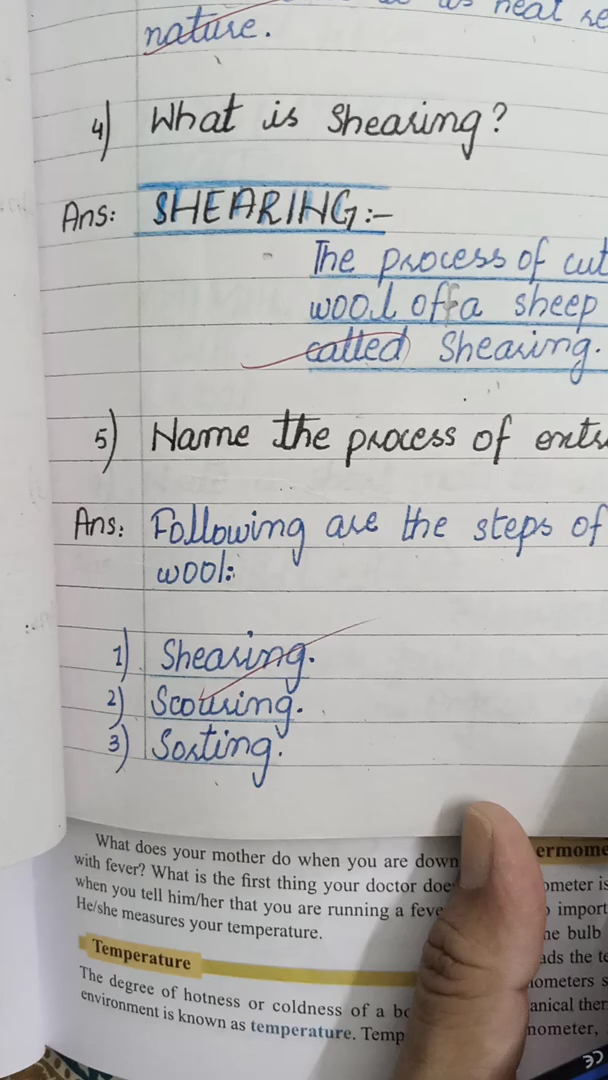 nature.
4) What is Shearing?
Ans: SHEARING:-
The process of cut
wool off a sheep
called Shearing.
5) Name the process of extr
Ans: Following are the steps of
wool:
1) Shearing.
2) Scouring.
3) Sorting.
What does your mother do when you are down
with fever? What is the first thing your doctor doe
when you tell him/her that you are running a feve
He/she measures your temperature.
Temperature
The degree of hotness or coldness of a bo
environment is known as temperature. Temp
ermome
ometer is
import
he bulb
ads the te
ometers s
anical ther
nometer,